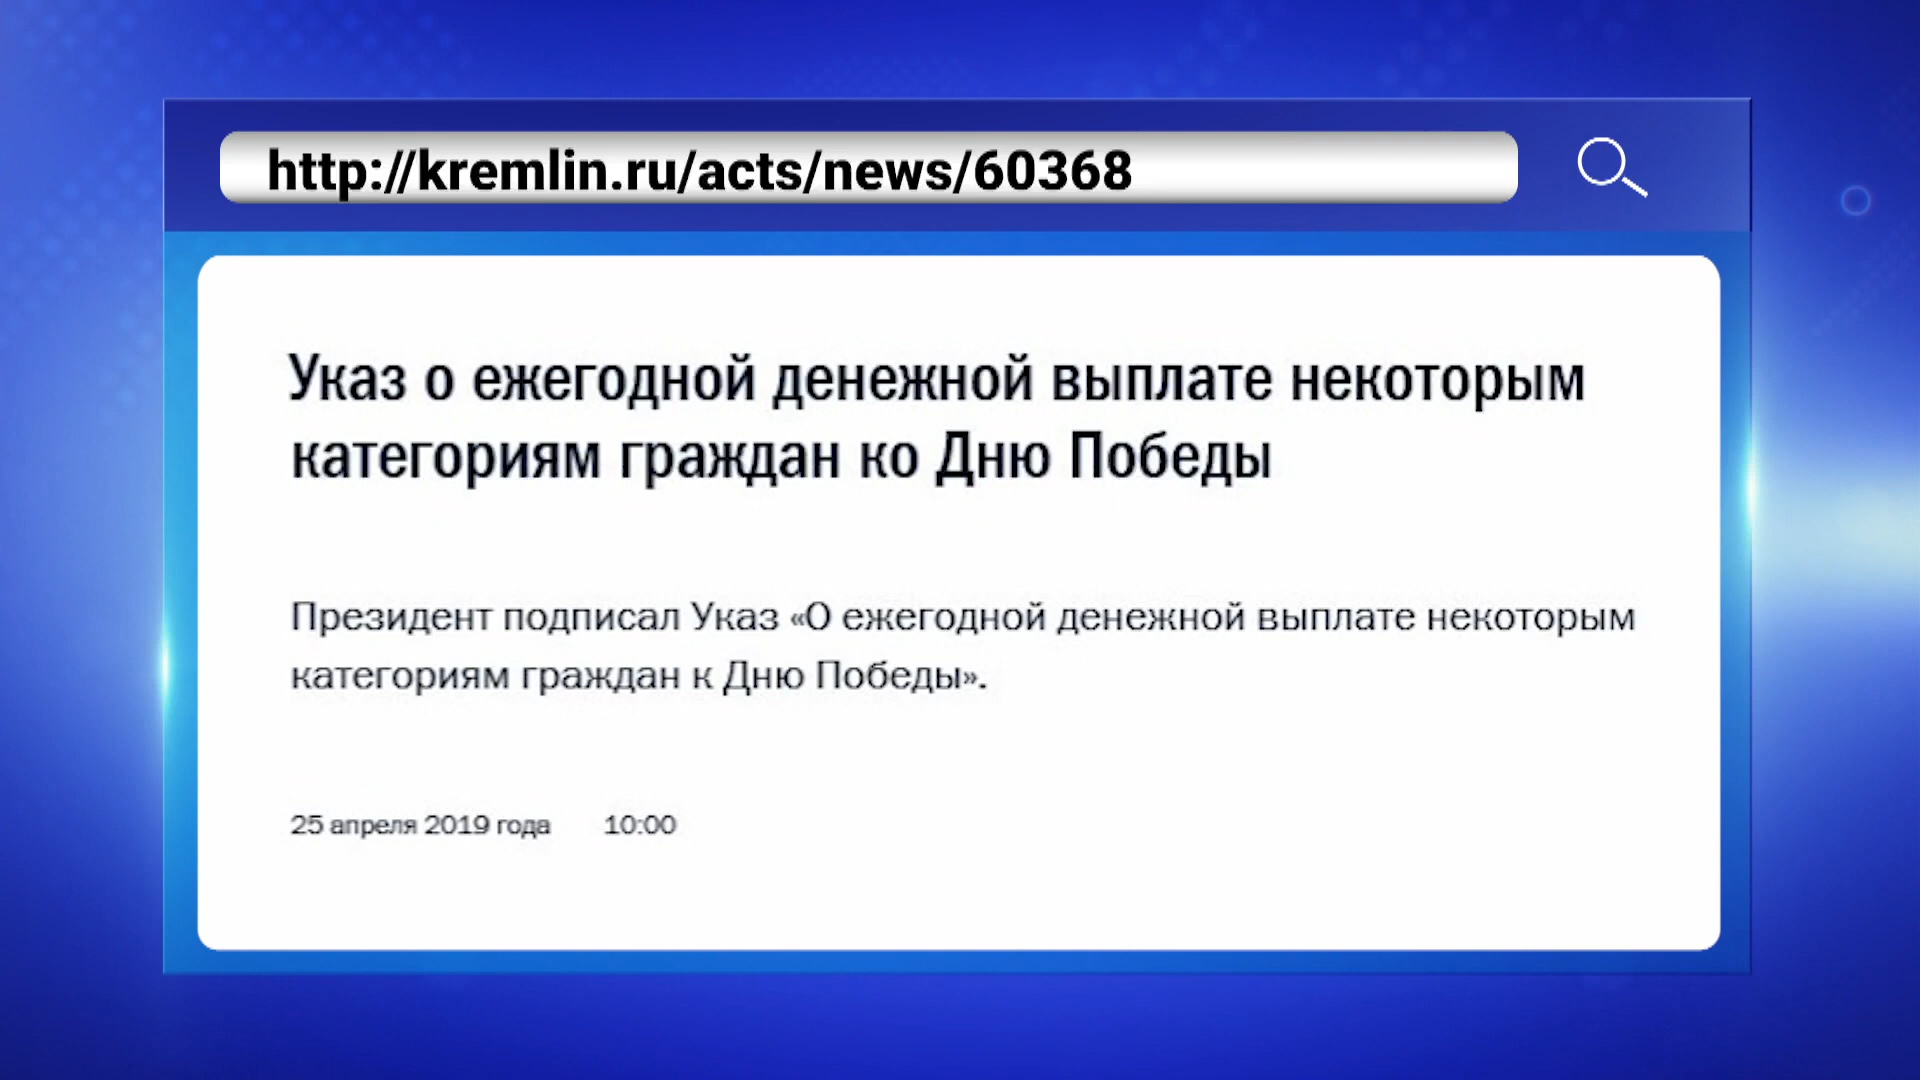 http://kremlin.ru/acts/news/60368
Указ о ежегодной денежной выплате некоторым
категориям граждан ко Дню Победы
Президент подписал Указ «О ежегодной денежной выплате некоторым
категориям граждан к Дню Победы».
25 апреля 2019 года 10:00